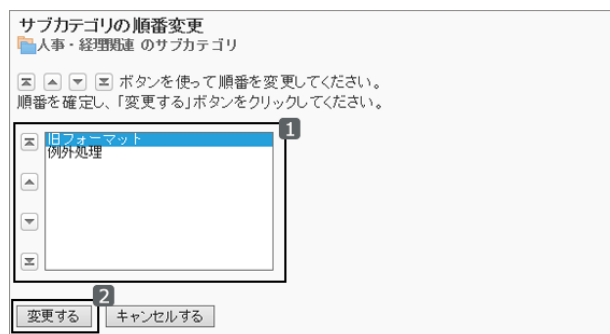 サブカテゴリの順番変更
人事・経理関連 のサブカテゴリ
ボタンを使って順番を変更してください。
順番を確定し、「変更する」ボタンをクリックしてください。
1
旧フォーマット
例外処理
2
変更する キャンセルする